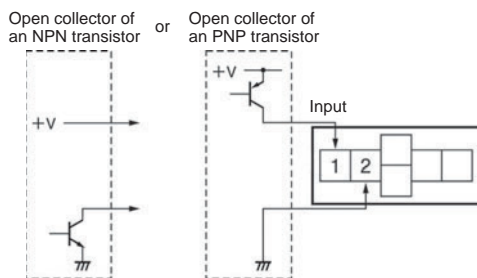 Open collector of
an NPN transistor
or
Open collector of
an PNP transistor
+V
+V
Input
1 2